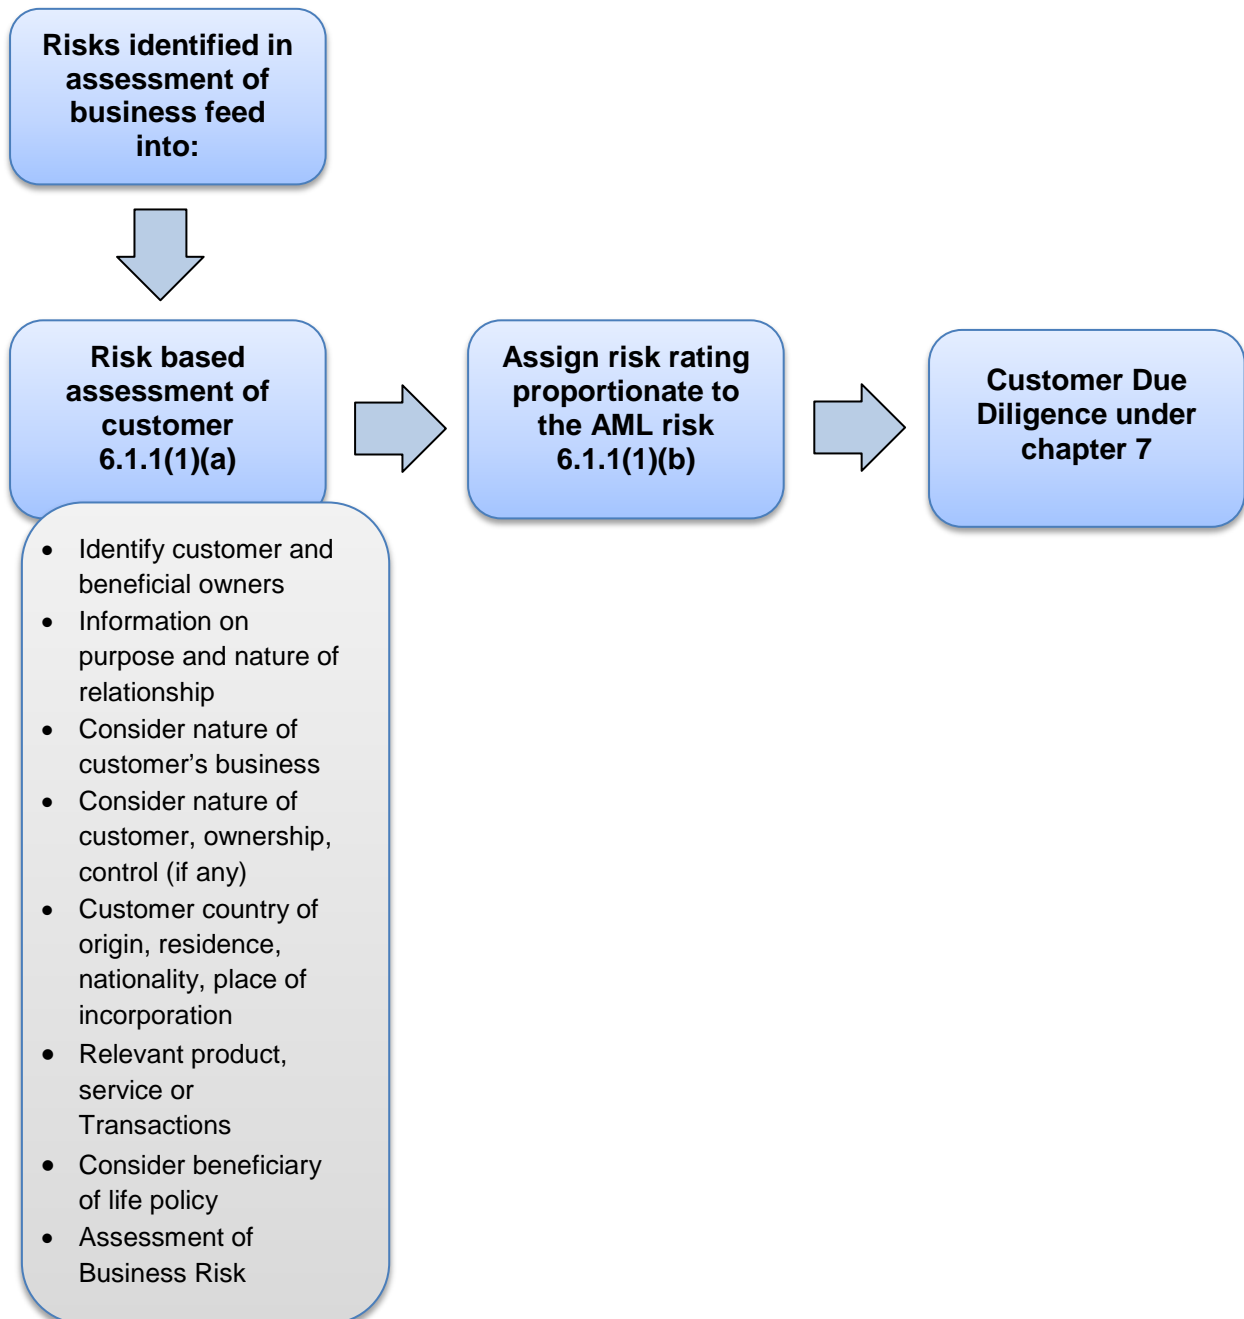 Risks identified in
assessment of
business feed
into:
Risk based
assessment of
customer
6.1.1(1)(a)
Assign risk rating
proportionate to
the AML risk
6.1.1(1)(b)
Customer Due
Diligence under
chapter 7
• Identify customer and
beneficial owners
• Information on
purpose and nature of
relationship
• Consider nature of
customer’s business
• Consider nature of
customer, ownership,
control (if any)
• Customer country of
origin, residence,
nationality, place of
incorporation
• Relevant product,
service or
Transactions
• Consider beneficiary
of life policy
• Assessment of
Business Risk